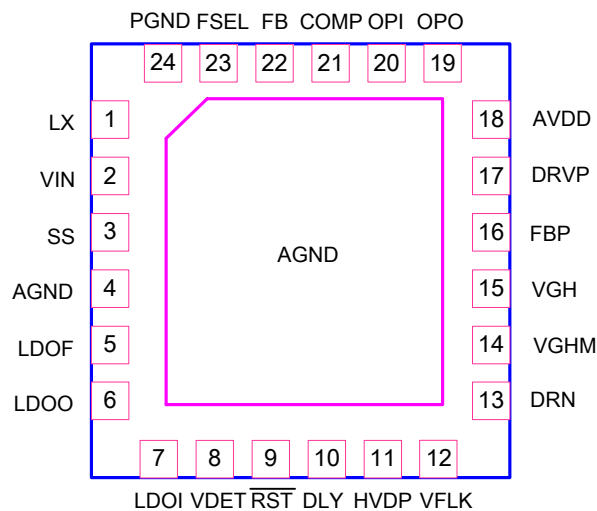 PGND FSEL FB COMP OPI OPO
24 23 22 21 20 19
LX 1 18 AVDD
VIN 2 17 DRVP
SS 3 16 FBP
AGND
AGND 4 15 VGH
LDOF 5 14 VGHM
LDOO 6 13 DRN
7 8 9 10 11 12
LDOI VDET R̅S̅T̅ DLY HVDP VFLK